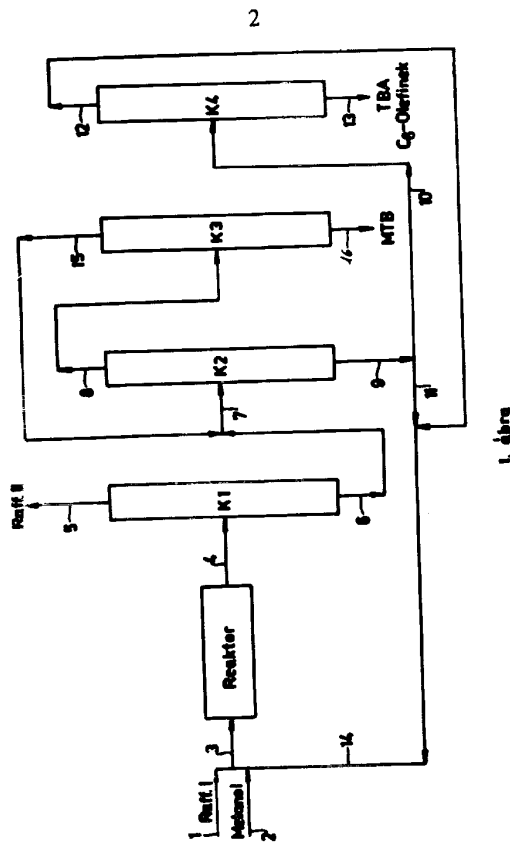 2
Raff. II
5
K1
4
6
Reaktor
3
1
Raff. I
Metanol
2
14
8
K2
7
9
11
15
K3
16
MTB
12
K4
13
TBA
C₈-Olefinek
10
1. ábra